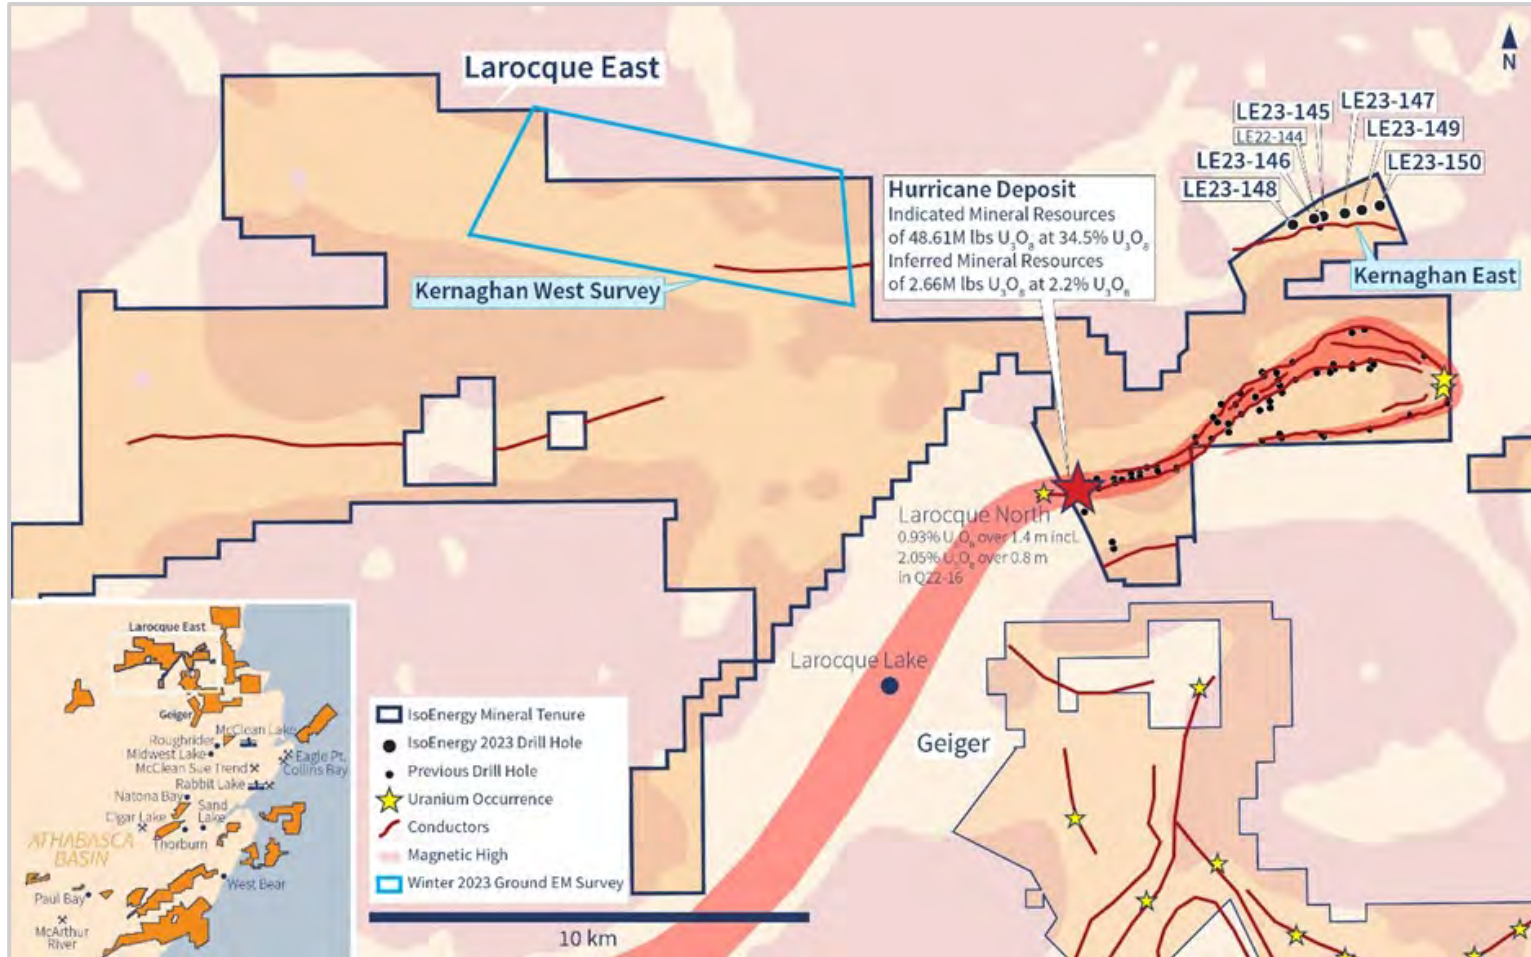 Larocque East
N
LE23-145
LE23-147
LE22-144
LE23-149
LE23-146
LE23-150
LE23-148
Hurricane Deposit
Indicated Mineral Resources
of 48.61M lbs U₃O₈ at 34.5% U₃O₈
Inferred Mineral Resources
of 2.66M lbs U₃O₈ at 2.2% U₃O₈
Kernaghan East
Kernaghan West Survey
Larocque North
0.93% U₃O₈ over 1.4 m incl.
2.05% U₃O₈ over 0.8 m
in Q22-16
Larocque Lake
Geiger
IsoEnergy Mineral Tenure
IsoEnergy 2023 Drill Hole
Previous Drill Hole
Uranium Occurrence
Conductors
Magnetic High
Winter 2023 Ground EM Survey
10 km
Larocque East
Geiger
McClean Lake
Roughrider
Midwest Lake
Eagle Pt.
Collins Bay
McClean Sue Trend
Rabbit Lake
Natona Bay
Sand
Lake
Cigar Lake
Thorburn
ATHABASCA
BASIN
West Bear
Paul Bay
McArthur
River